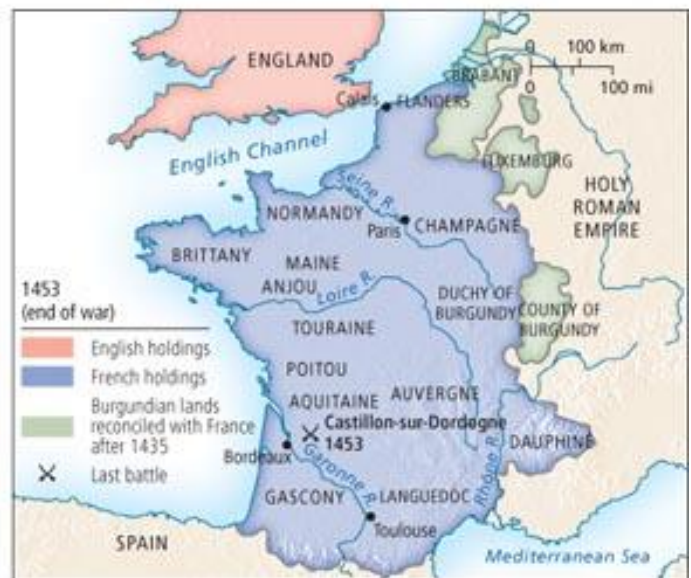 ENGLAND
0 100 km
0 100 mi
BRABANT
Calais
FLANDERS
English Channel
LUXEMBURG
HOLY
ROMAN
EMPIRE
Seine R.
NORMANDY
Paris
CHAMPAGNE
BRITTANY
MAINE
ANJOU
Loire R.
DUCHY OF
BURGUNDY
COUNTY OF
BURGUNDY
TOURAINE
POITOU
AQUITAINE
AUVERGNE
Castillon-sur-Dordogne
1453
Bordeaux
Garonne R.
DAUPHINÉ
Rhône R.
GASCONY
LANGUEDOC
Toulouse
SPAIN
Mediterranean Sea
1453
(end of war)
English holdings
French holdings
Burgundian lands
reconciled with France
after 1435
Last battle